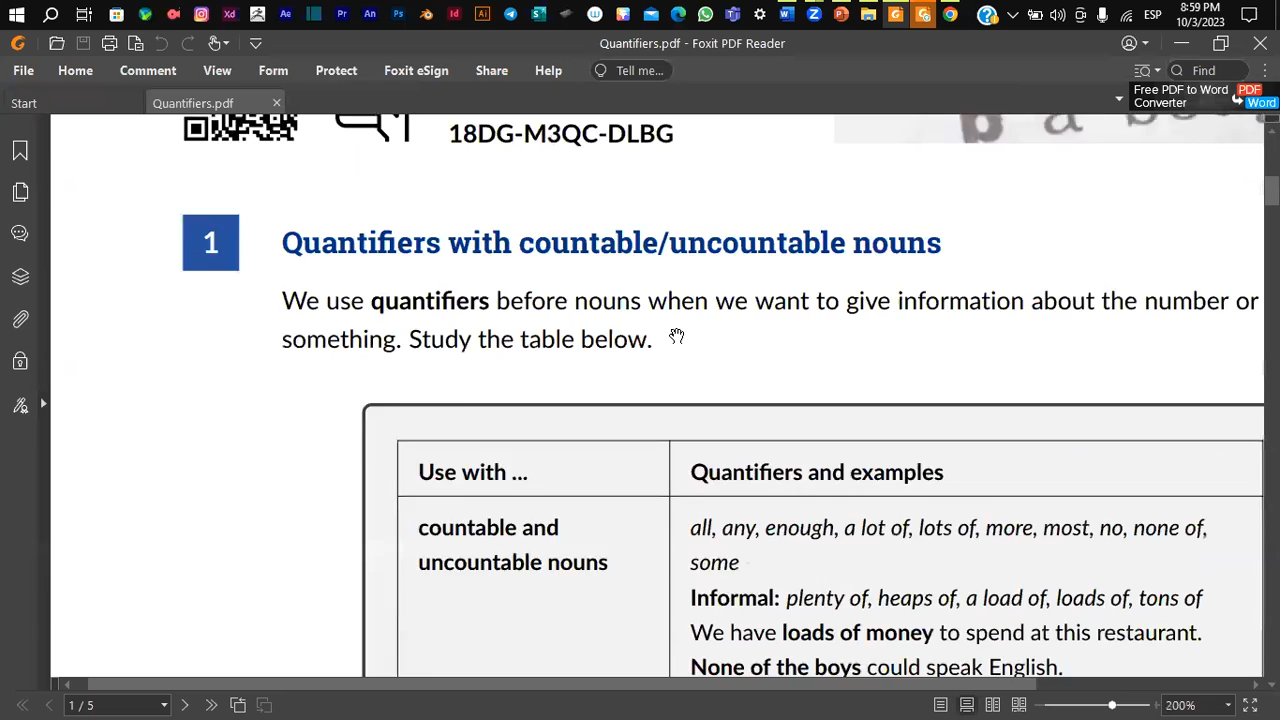 ESP
8:59 PM
10/3/2023
Quantifiers.pdf - Foxit PDF Reader
File Home Comment View Form Protect Foxit eSign Share Help Tell me... Find
Start Quantifiers.pdf
Free PDF to Word Converter
PDF
Word
18DG-M3QC-DLBG
1 Quantifiers with countable/uncountable nouns
We use quantifiers before nouns when we want to give information about the number or
something. Study the table below.
Use with ... Quantifiers and examples
countable and
uncountable nouns
all, any, enough, a lot of, lots of, more, most, no, none of,
some
Informal: plenty of, heaps of, a load of, loads of, tons of
We have loads of money to spend at this restaurant.
None of the boys could speak English.
1 / 5
200%